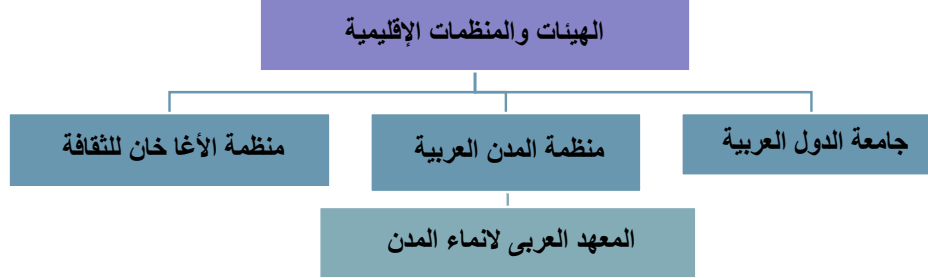 الهيئات والمنظمات الإقليمية
جامعة الدول العربية
منظمة المدن العربية
منظمة الأغا خان للثقافة
المعهد العربى لانماء المدن